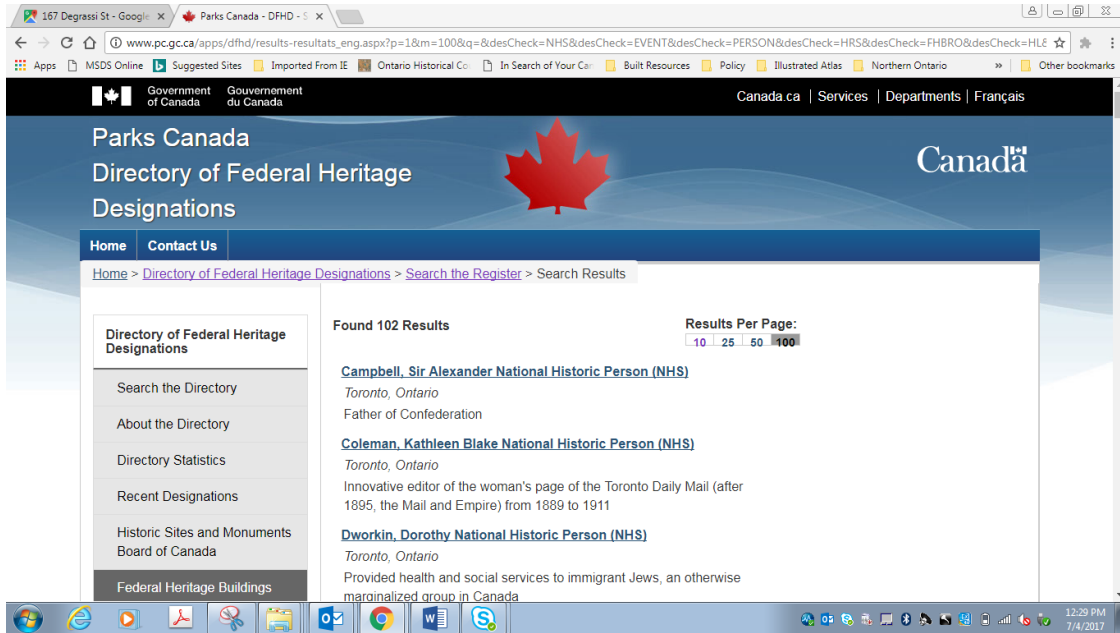 167 Degrassi St - Google
Parks Canada - DFHD - S
www.pc.gc.ca/apps/dfhd/results-resultats_eng.aspx?p=1&m=100&q=&desCheck=NHS&desCheck=EVENT&desCheck=PERSON&desCheck=HRS&desCheck=FHBRO&desCheck=HL&
Apps MSDS Online Suggested Sites Imported From IE Ontario Historical Co In Search of Your Can Built Resources Policy Illustrated Atlas Northern Ontario » Other bookmarks
Government of Canada
Gouvernement du Canada
Canada.ca | Services | Departments | Français
Parks Canada
Directory of Federal Heritage
Designations
Canada
Home Contact Us
Home > Directory of Federal Heritage Designations > Search the Register > Search Results
Directory of Federal Heritage
Designations
Search the Directory
About the Directory
Directory Statistics
Recent Designations
Historic Sites and Monuments
Board of Canada
Federal Heritage Buildings
Found 102 Results
Results Per Page:
10 25 50 100
Campbell, Sir Alexander National Historic Person (NHS)
Toronto, Ontario
Father of Confederation
Coleman, Kathleen Blake National Historic Person (NHS)
Toronto, Ontario
Innovative editor of the woman's page of the Toronto Daily Mail (after
1895, the Mail and Empire) from 1889 to 1911
Dworkin, Dorothy National Historic Person (NHS)
Toronto, Ontario
Provided health and social services to immigrant Jews, an otherwise
marginalized group in Canada
12:29 PM
7/4/2017